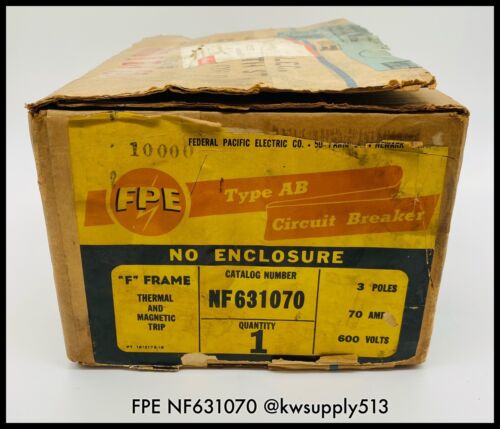 10000
FEDERAL PACIFIC ELECTRIC CO. NEWARK
FPE
Type AB
Circuit Breaker
NO ENCLOSURE
"F" FRAME
THERMAL
AND
MAGNETIC
TRIP
CATALOG NUMBER
NF631070
QUANTITY
1
3 POLES
70 AMP
600 VOLTS
FPE NF631070 @kwsupply513